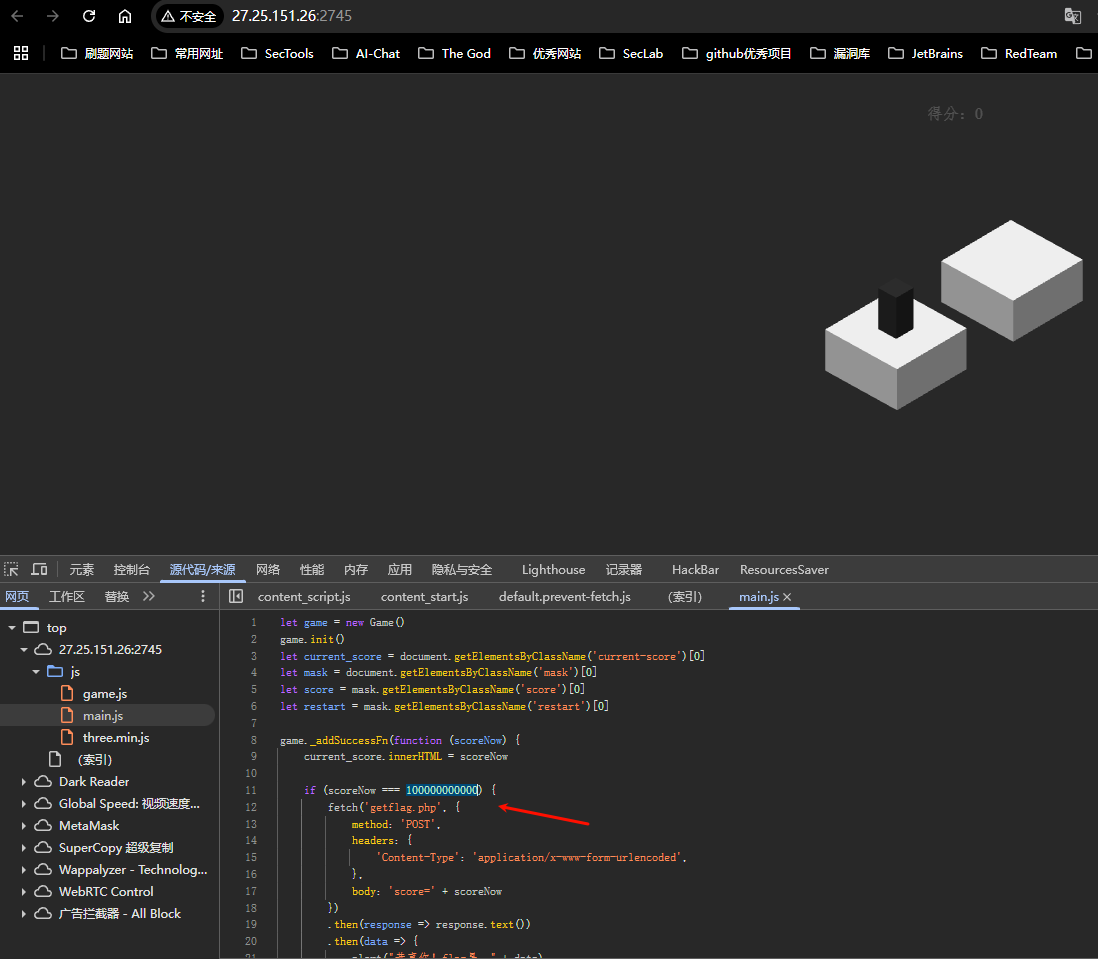 不安全 27.25.151.26:2745
刷题网站 常用网址 SecTools AI-Chat The God 优秀网站 SecLab github优秀项目 漏洞库 JetBrains RedTeam
得分：0
元素 控制台 源代码/来源 网络 性能 内存 应用 隐私与安全 Lighthouse 记录器 HackBar ResourcesSaver
网页 工作区 替换 content_script.js content_start.js default.prevent-fetch.js (索引) main.js
top
27.25.151.26:2745
js
game.js
main.js
three.min.js
(索引)
Dark Reader
Global Speed: 视频速度...
MetaMask
SuperCopy 超级复制
Wappalyzer - Technolog...
WebRTC Control
广告拦截器 - All Block
1 let game = new Game()
2 game.init()
3 let current_score = document.getElementsByClassName('current-score')[0]
4 let mask = document.getElementsByClassName('mask')[0]
5 let score = mask.getElementsByClassName('score')[0]
6 let restart = mask.getElementsByClassName('restart')[0]
7
8 game._addSuccessFn(function (scoreNow) {
9 current_score.innerHTML = scoreNow
10
11 if (scoreNow === 100000000000) {
12 fetch('getflag.php', {
13 method: 'POST',
14 headers: {
15 'Content-Type': 'application/x-www-form-urlencoded',
16 },
17 body: 'score=' + scoreNow
18 })
19 .then(response => response.text())
20 .then(data => {